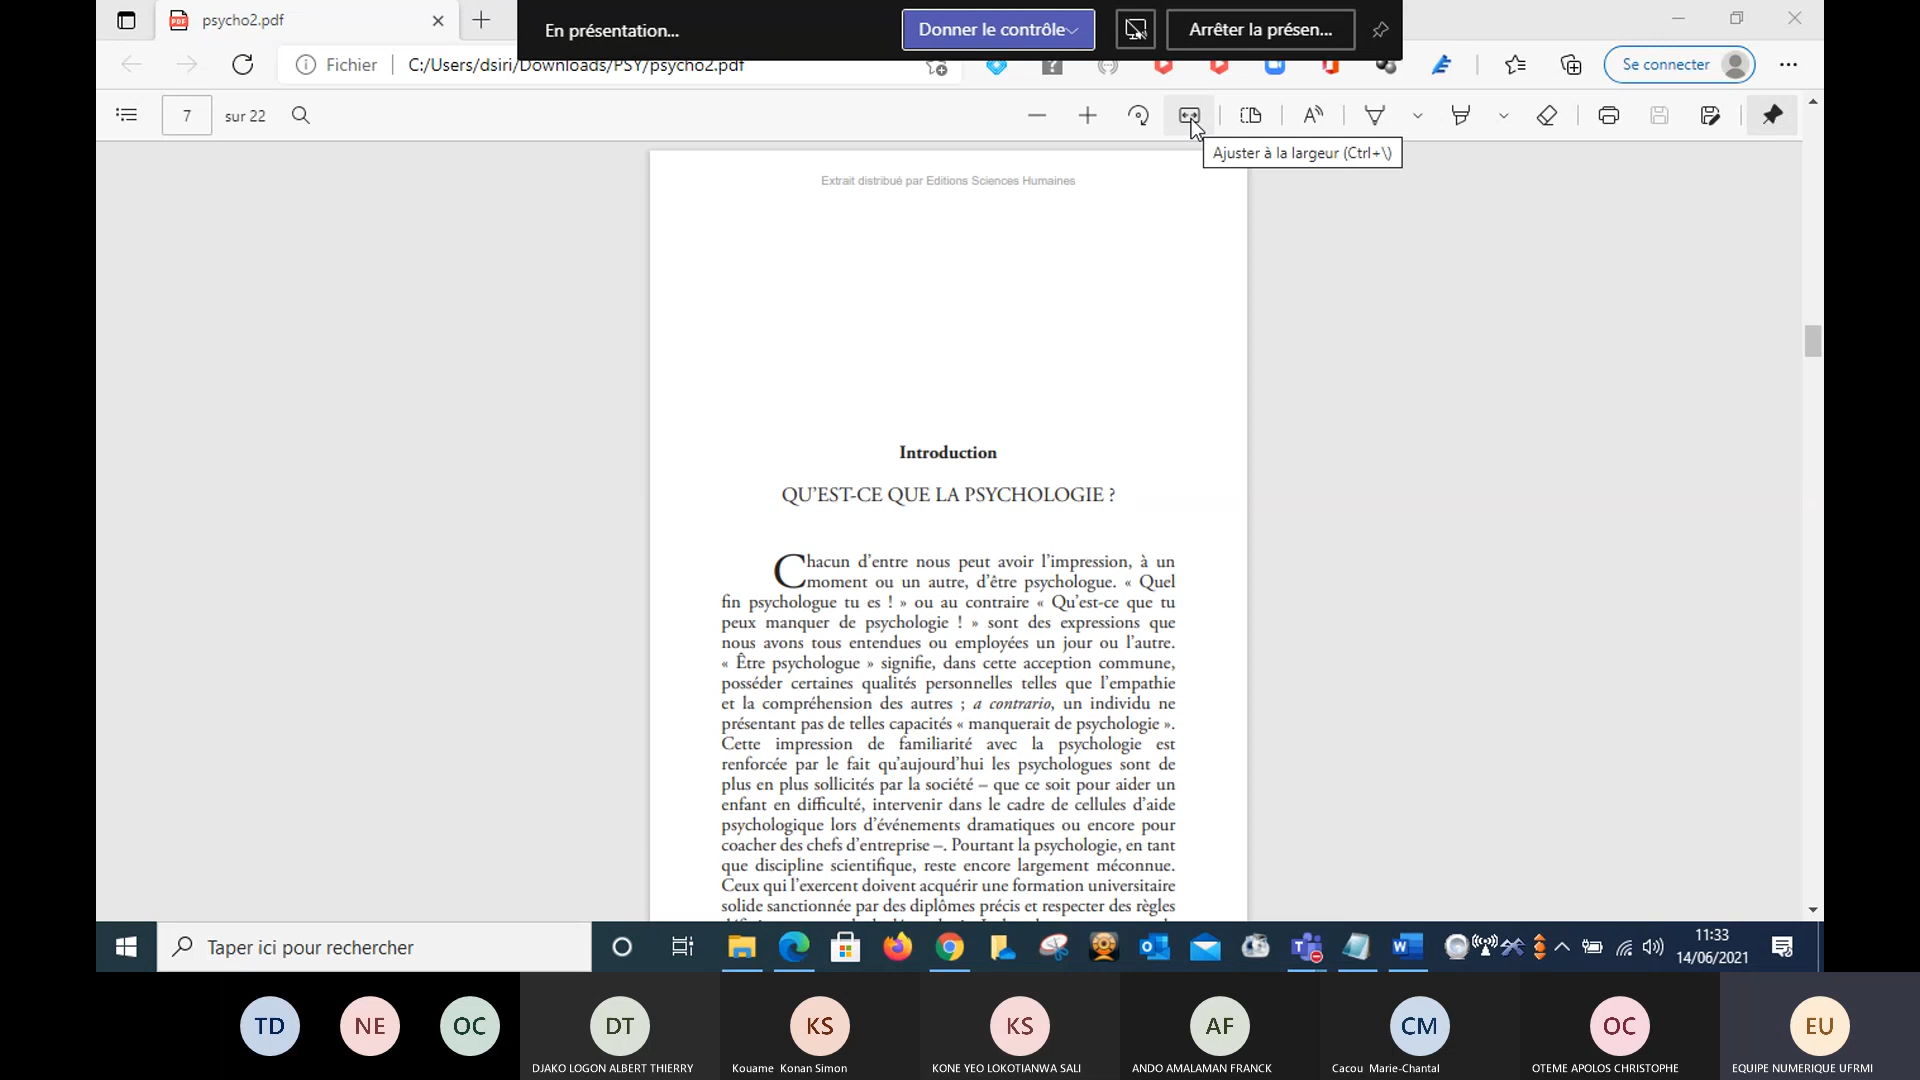 psycho2.pdf
En présentation...
Donner le contrôle
Arrêter la présen...
Fichier
C:/Users/dsiri/Downloads/PSY/psycho2.pdf
Se connecter
7
sur 22
Ajuster à la largeur (Ctrl+\)
Extrait distribué par Editions Sciences Humaines
Introduction
QU'EST-CE QUE LA PSYCHOLOGIE ?
Chacun d'entre nous peut avoir l'impression, à un
moment ou un autre, d'être psychologue. « Quel
fin psychologue tu es ! » ou au contraire « Qu'est-ce que tu
peux manquer de psychologie ! » sont des expressions que
nous avons tous entendues ou employées un jour ou l'autre.
« Être psychologue » signifie, dans cette acception commune,
posséder certaines qualités personnelles telles que l'empathie
et la compréhension des autres ; a contrario, un individu ne
présentant pas de telles capacités « manquerait de psychologie ».
Cette impression de familiarité avec la psychologie est
renforcée par le fait qu'aujourd'hui les psychologues sont de
plus en plus sollicités par la société – que ce soit pour aider un
enfant en difficulté, intervenir dans le cadre de cellules d'aide
psychologique lors d'événements dramatiques ou encore pour
coacher des chefs d'entreprise –. Pourtant la psychologie, en tant
que discipline scientifique, reste encore largement méconnue.
Ceux qui l'exercent doivent acquérir une formation universitaire
solide sanctionnée par des diplômes précis et respecter des règles
Taper ici pour rechercher
11:33
14/06/2021
TD
NE
OC
DT
KS
KS
AF
CM
OC
EU
DJAKO LOGON ALBERT THIERRY
Kouame Konan Simon
KONE YEO LOKOTIANWA SALI
ANDO AMALAMAN FRANCK
Cacou Marie-Chantal
OTEME APOLOS CHRISTOPHE
EQUIPE NUMERIQUE UFRMI